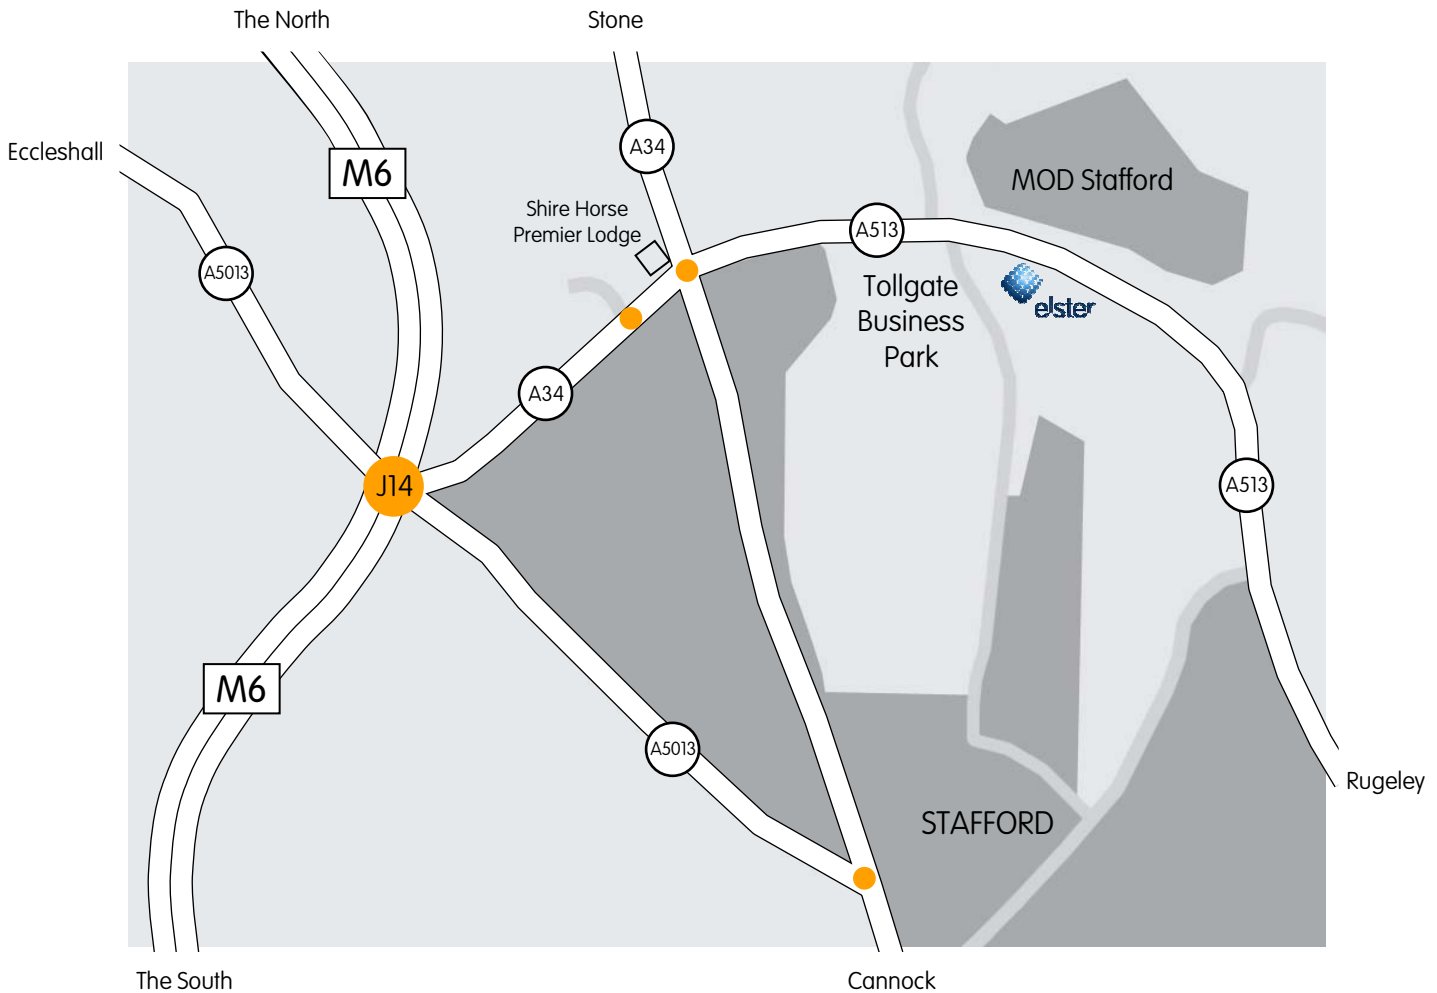 The North
Stone
Eccleshall
A34
M6
MOD Stafford
Shire Horse
Premier Lodge
A513
A5013
Tollgate
Business
Park
elster
A34
J14
A513
M6
A5013
Rugeley
STAFFORD
The South
Cannock